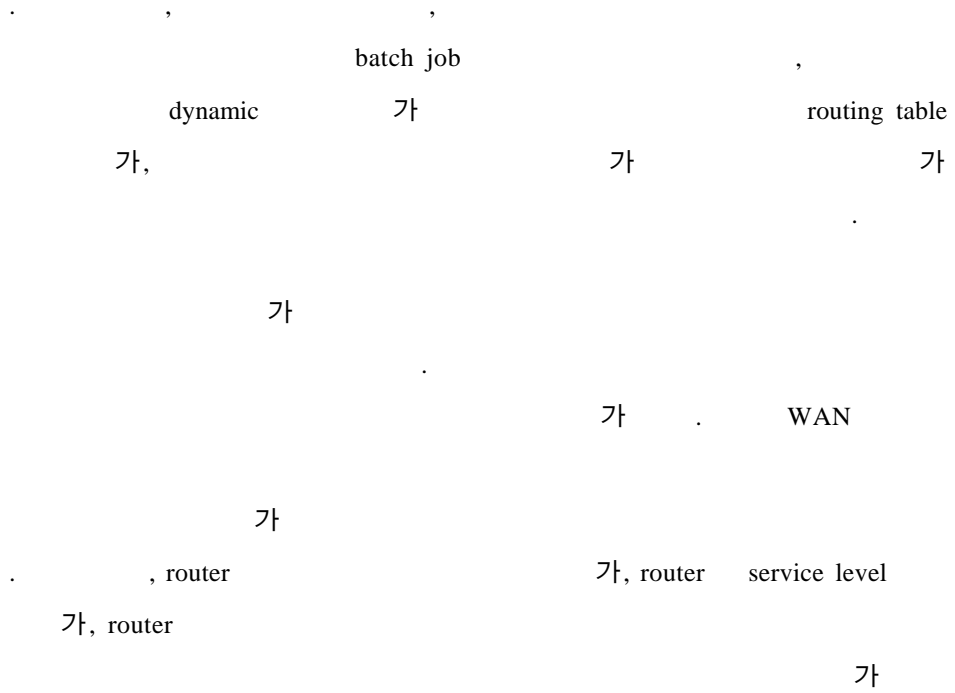 . , ,
batch job ,
dynamic 가 routing table
가, 가 가
.
가
.
가 . WAN
가
. , router 가, router service level
가, router
가